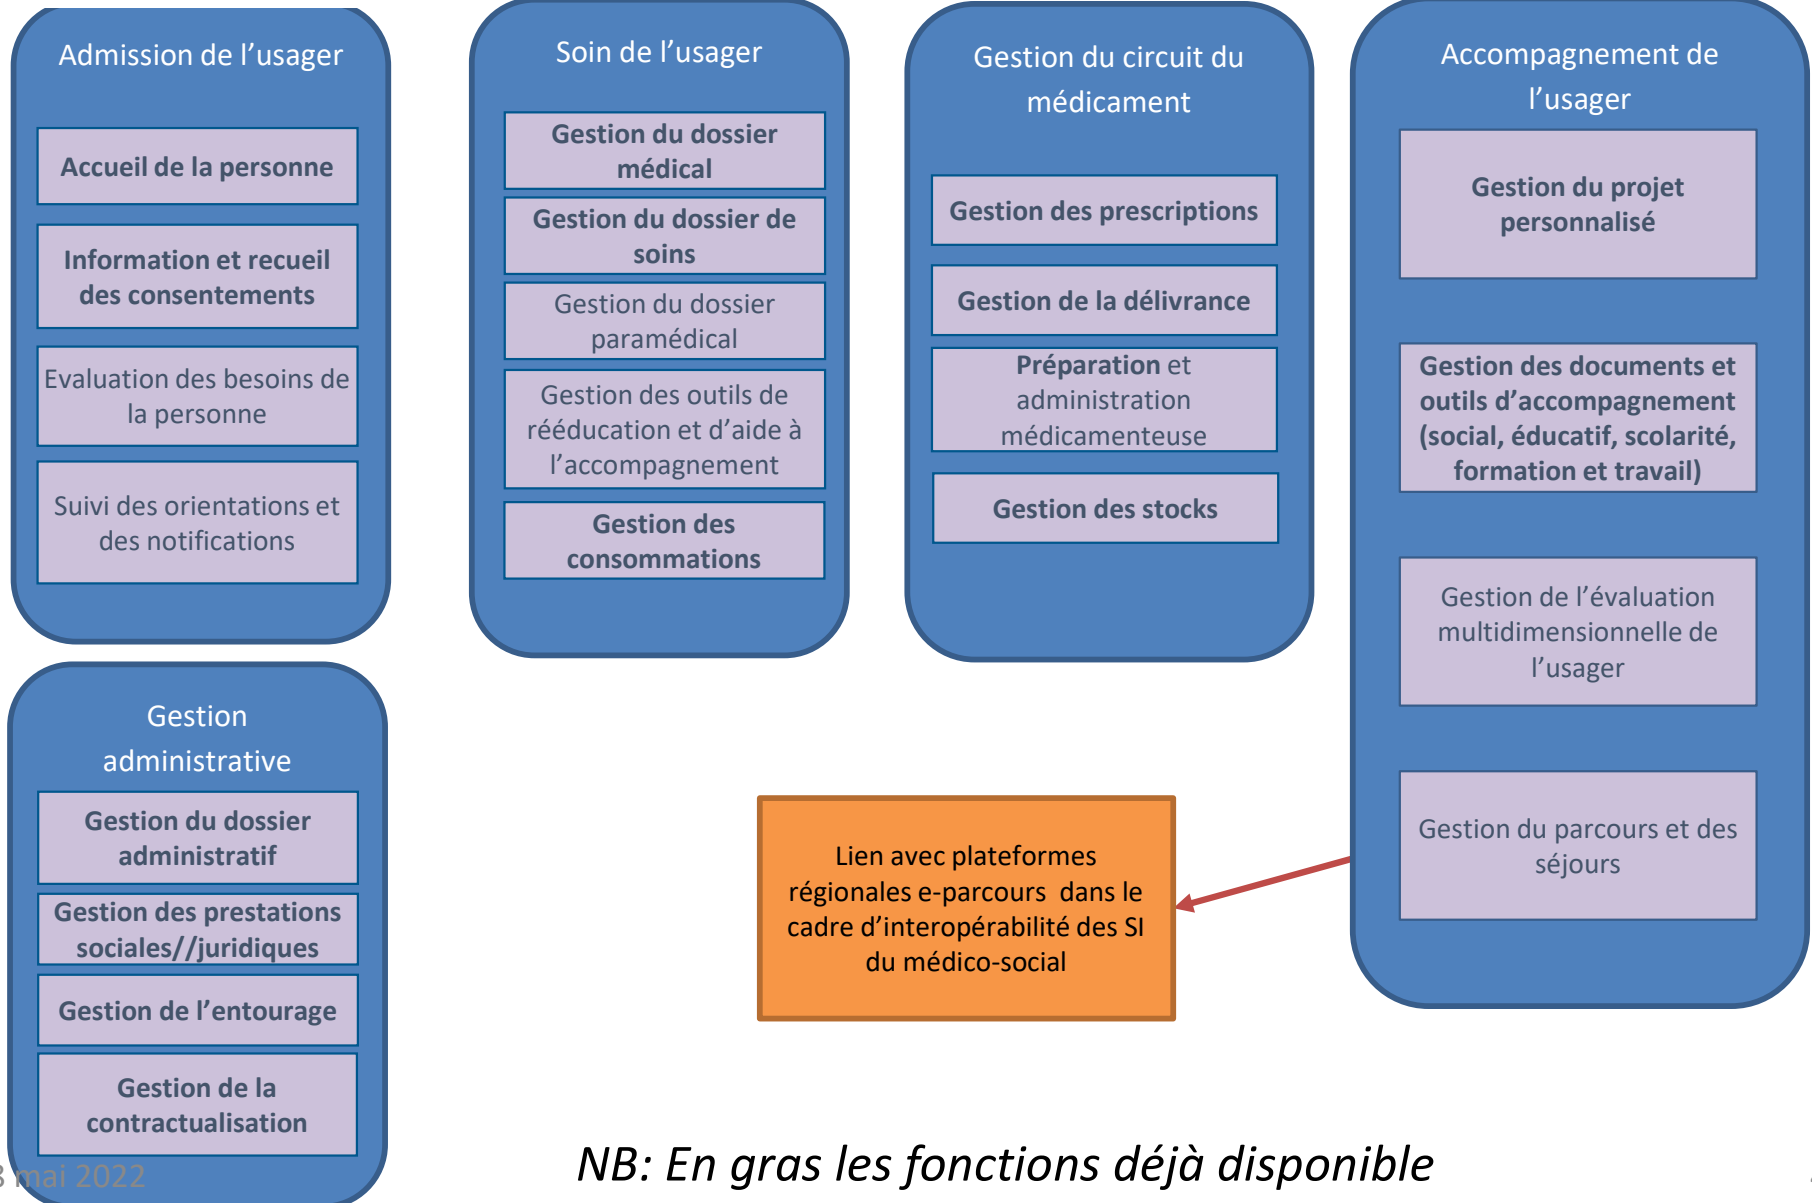 Admission de l’usager
Accueil de la personne
Information et recueil
des consentements
Evaluation des besoins de
la personne
Suivi des orientations et
des notifications
Soin de l’usager
Gestion du dossier
médical
Gestion du dossier de
soins
Gestion du dossier
paramédical
Gestion des outils de
rééducation et d’aide à
l’accompagnement
Gestion des
consommations
Gestion du circuit du
médicament
Gestion des prescriptions
Gestion de la délivrance
Préparation et
administration
médicamenteuse
Gestion des stocks
Accompagnement de
l’usager
Gestion du projet
personnalisé
Gestion des documents et
outils d’accompagnement
(social, éducatif, scolarité,
formation et travail)
Gestion de l’évaluation
multidimensionnelle de
l’usager
Gestion du parcours et des
séjours
Gestion
administrative
Gestion du dossier
administratif
Gestion des prestations
sociales//juridiques
Gestion de l’entourage
Gestion de la
contractualisation
Lien avec plateformes
régionales e-parcours dans le
cadre d’interopérabilité des SI
du médico-social
mai 2022
NB: En gras les fonctions déjà disponible